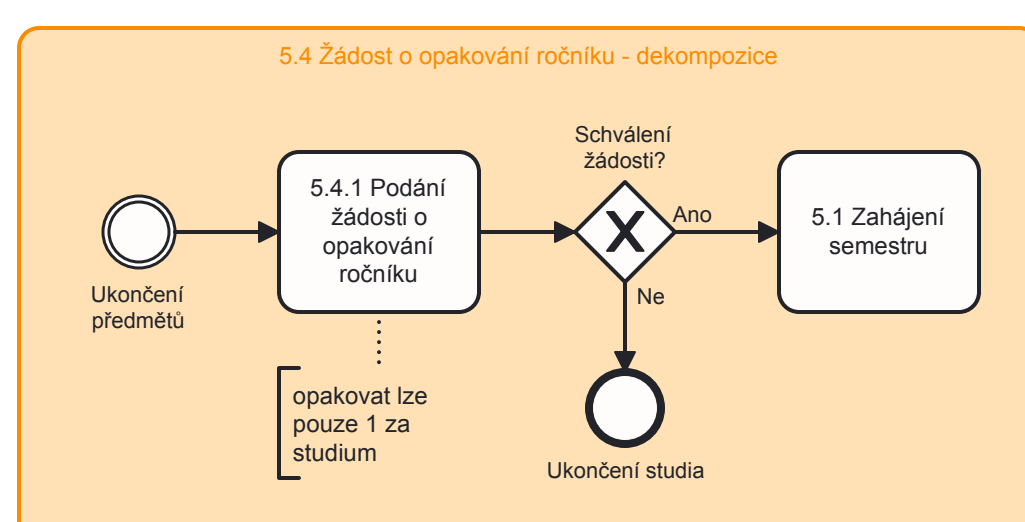 5.4 Žádost o opakování ročníku - dekompozice
Schválení
žádosti?
5.4.1 Podání
žádosti o
opakování
ročníku
Ano
5.1 Zahájení
semestru
Ukončení
předmětů
Ne
opakovat lze
pouze 1 za
studium
Ukončení studia